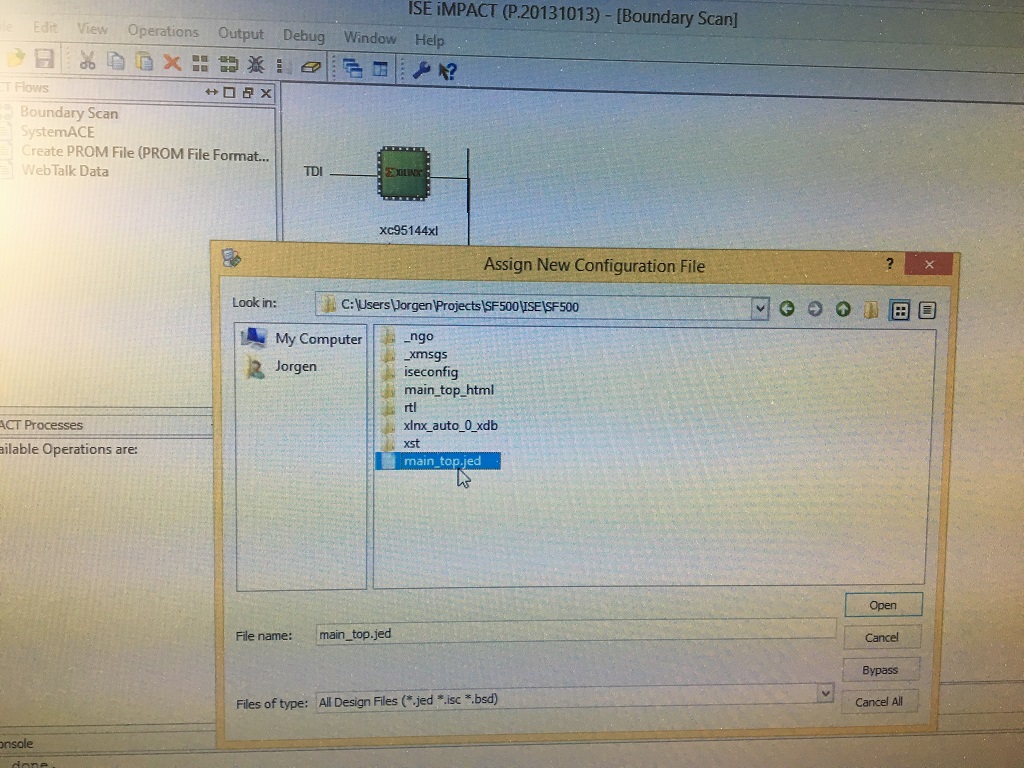 ISE iMPACT (P.20131013) - [Boundary Scan]
Edit View Operations Output Debug Window Help
Flows
Boundary Scan
SystemACE
Create PROM File (PROM File Format...
WebTalk Data
TDI
XILINX
xc95144xl
Assign New Configuration File
?
Look in:
C:\Users\Jorgen\Projects\SF500\ISE\SF500
My Computer
Jorgen
_ngo
_xmsgs
iseconfig
main_top_html
rtl
xlnx_auto_0_xdb
xst
main_top.jed
ACT Processes
ailable Operations are:
Open
File name:
main_top.jed
Cancel
Bypass
Files of type:
All Design Files (*.jed *.isc *.bsd)
Cancel All
onsole
done.